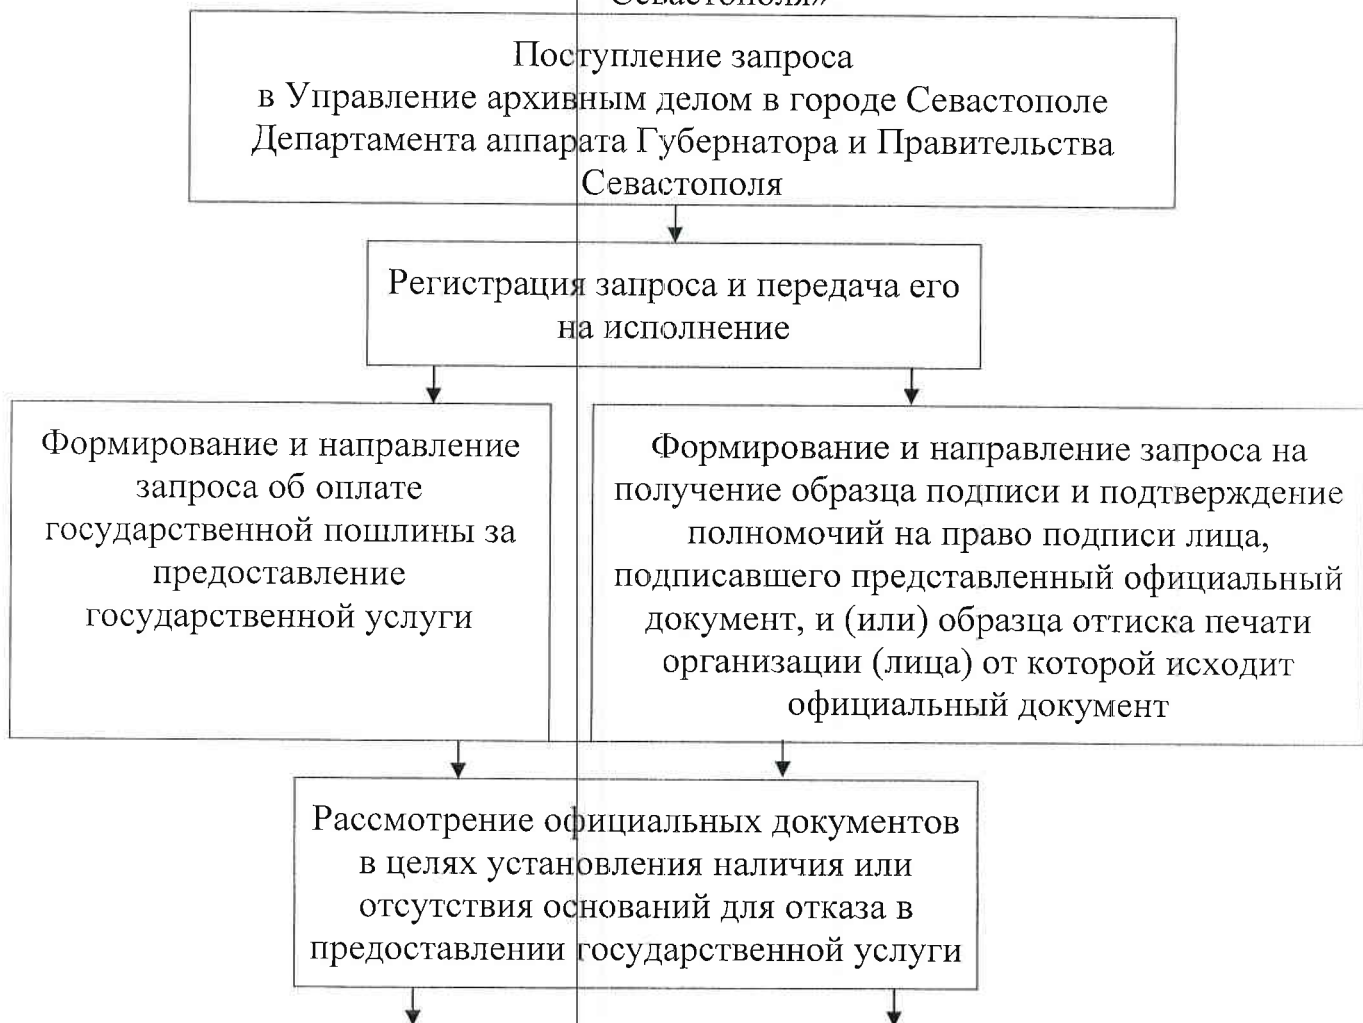 Севастополя»
Поступление запроса
в Управление архивным делом в городе Севастополе
Департамента аппарата Губернатора и Правительства
Севастополя
Регистрация запроса и передача его
на исполнение
Формирование и направление
запроса об оплате
государственной пошлины за
предоставление
государственной услуги
Формирование и направление запроса на
получение образца подписи и подтверждение
полномочий на право подписи лица,
подписавшего представленный официальный
документ, и (или) образца оттиска печати
организации (лица) от которой исходит
официальный документ
Рассмотрение официальных документов
в целях установления наличия или
отсутствия оснований для отказа в
предоставлении государственной услуги